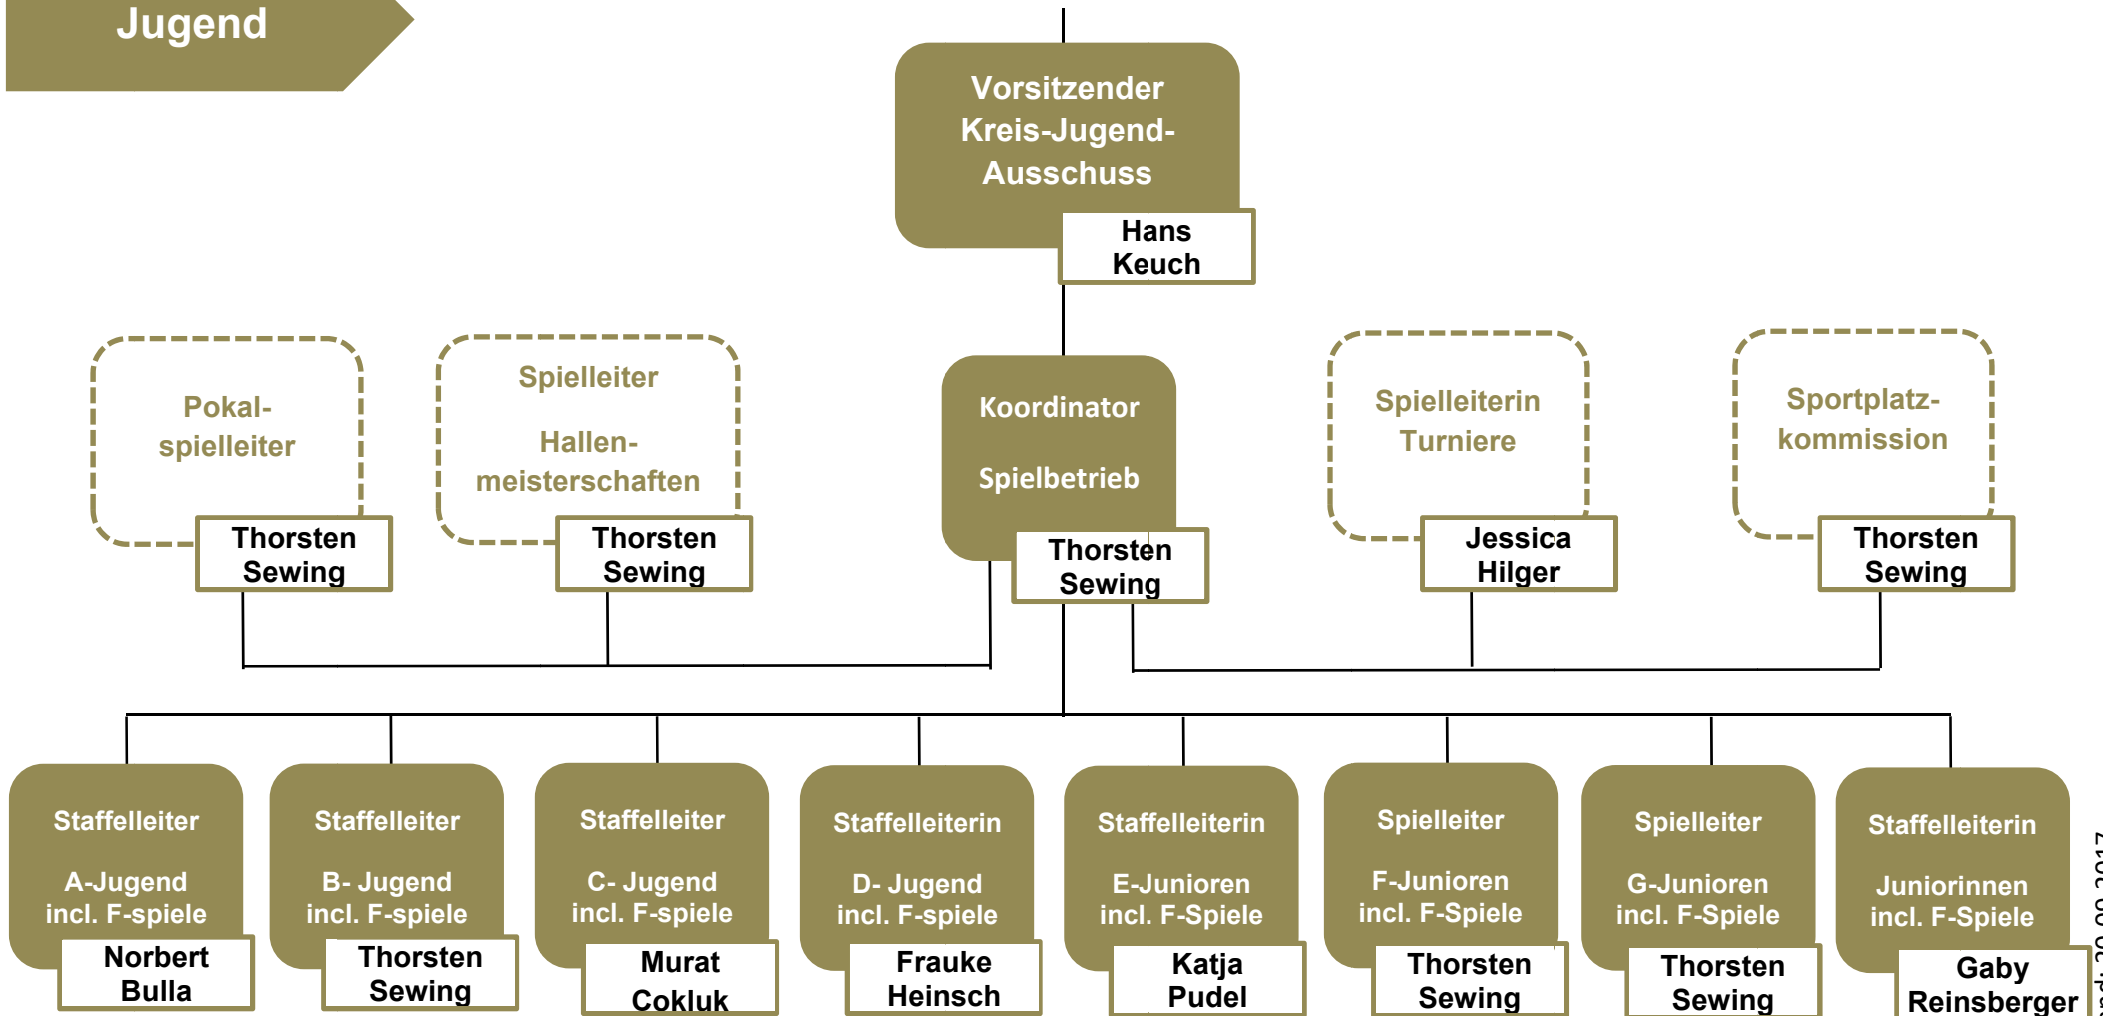 Jugend
Vorsitzender
Kreis-Jugend-
Ausschuss
Hans
Keuch
Pokal-
spielleiter
Thorsten
Sewing
Spielleiter
Hallen-
meisterschaften
Thorsten
Sewing
Koordinator
Spielbetrieb
Thorsten
Sewing
Spielleiterin
Turniere
Jessica
Hilger
Sportplatz-
kommission
Thorsten
Sewing
Staffelleiter
A-Jugend
incl. F-spiele
Norbert
Bulla
Staffelleiter
B- Jugend
incl. F-spiele
Thorsten
Sewing
Staffelleiter
C- Jugend
incl. F-spiele
Murat
Cokluk
Staffelleiterin
D- Jugend
incl. F-spiele
Frauke
Heinsch
Staffelleiterin
E-Junioren
incl. F-Spiele
Katja
Pudel
Spielleiter
F-Junioren
incl. F-Spiele
Thorsten
Sewing
Spielleiter
G-Junioren
incl. F-Spiele
Thorsten
Sewing
Staffelleiterin
Juniorinnen
incl. F-Spiele
Gaby
Reinsberger